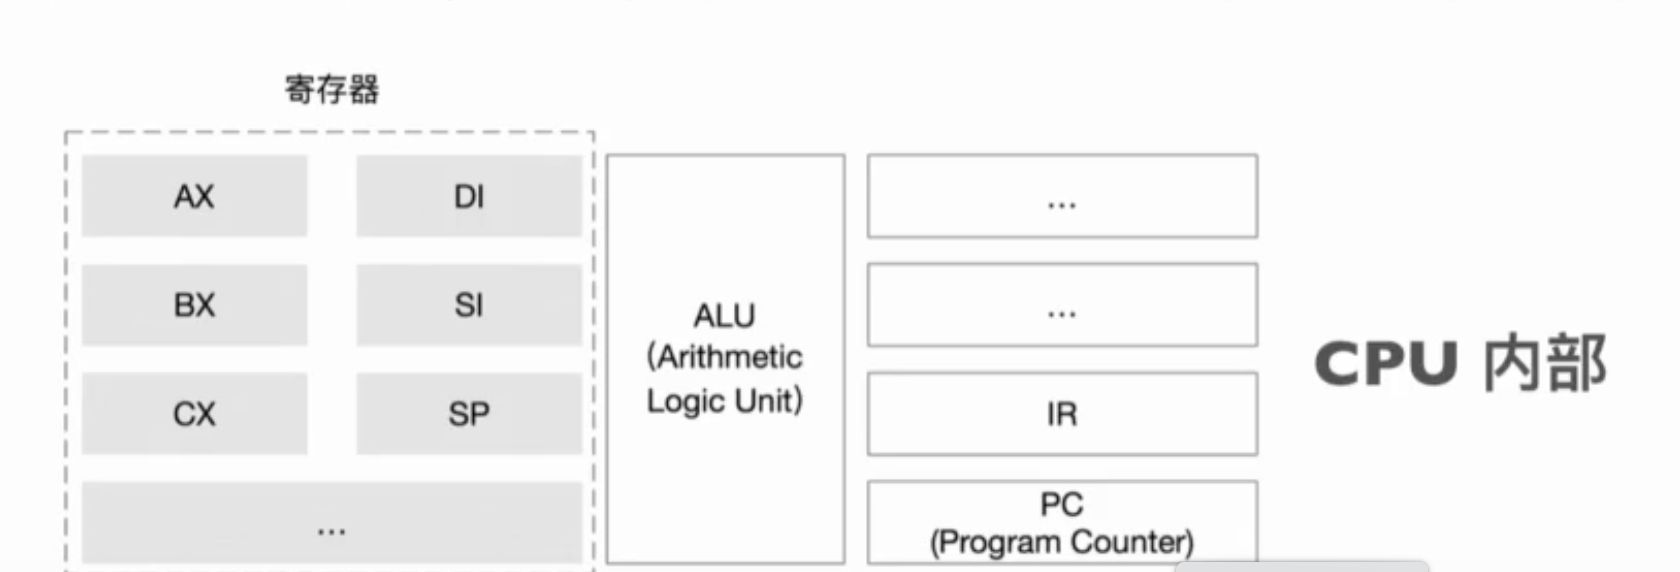 寄存器
AX
DI
BX
SI
CX
SP
...
ALU
(Arithmetic
Logic Unit)
...
...
IR
PC
(Program Counter)
CPU 内部